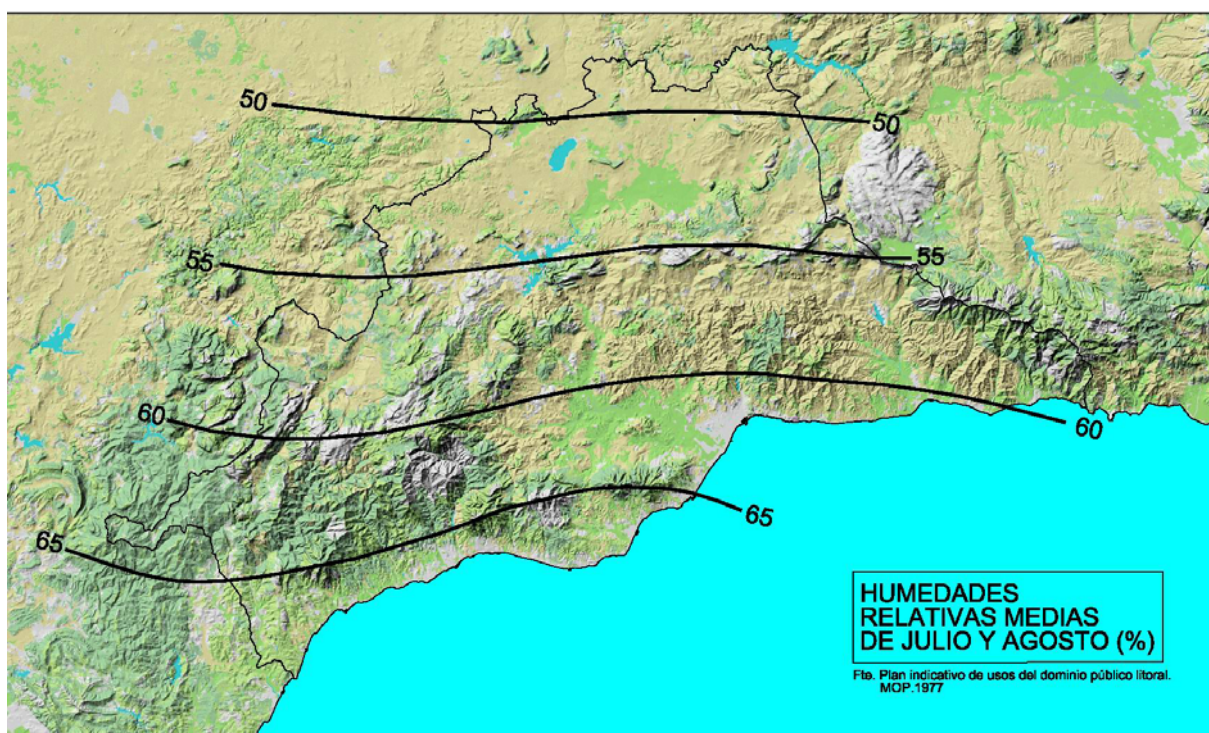 50
50
55
55
60
60
65
65
HUMEDADES
RELATIVAS MEDIAS
DE JULIO Y AGOSTO (%)
Fte. Plan indicativo de usos del dominio público litoral.
MOP.1977